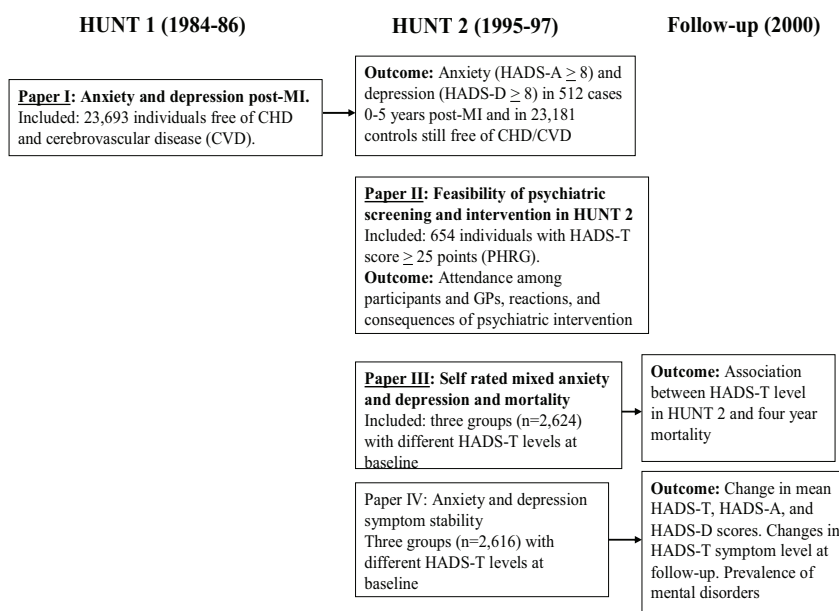 HUNT 1 (1984-86)
HUNT 2 (1995-97)
Follow-up (2000)
Paper I: Anxiety and depression post-MI.
Included: 23,693 individuals free of CHD
and cerebrovascular disease (CVD).
Outcome: Anxiety (HADS-A ≥ 8) and
depression (HADS-D ≥ 8) in 512 cases
0-5 years post-MI and in 23,181
controls still free of CHD/CVD
Paper II: Feasibility of psychiatric
screening and intervention in HUNT 2
Included: 654 individuals with HADS-T
score ≥ 25 points (PHRG).
Outcome: Attendance among
participants and GPs, reactions, and
consequences of psychiatric intervention
Paper III: Self rated mixed anxiety
and depression and mortality
Included: three groups (n=2,624)
with different HADS-T levels at
baseline
Outcome: Association
between HADS-T level
in HUNT 2 and four year
mortality
Paper IV: Anxiety and depression
symptom stability
Three groups (n=2,616) with
different HADS-T levels at
baseline
Outcome: Change in mean
HADS-T, HADS-A, and
HADS-D scores. Changes in
HADS-T symptom level at
follow-up. Prevalence of
mental disorders